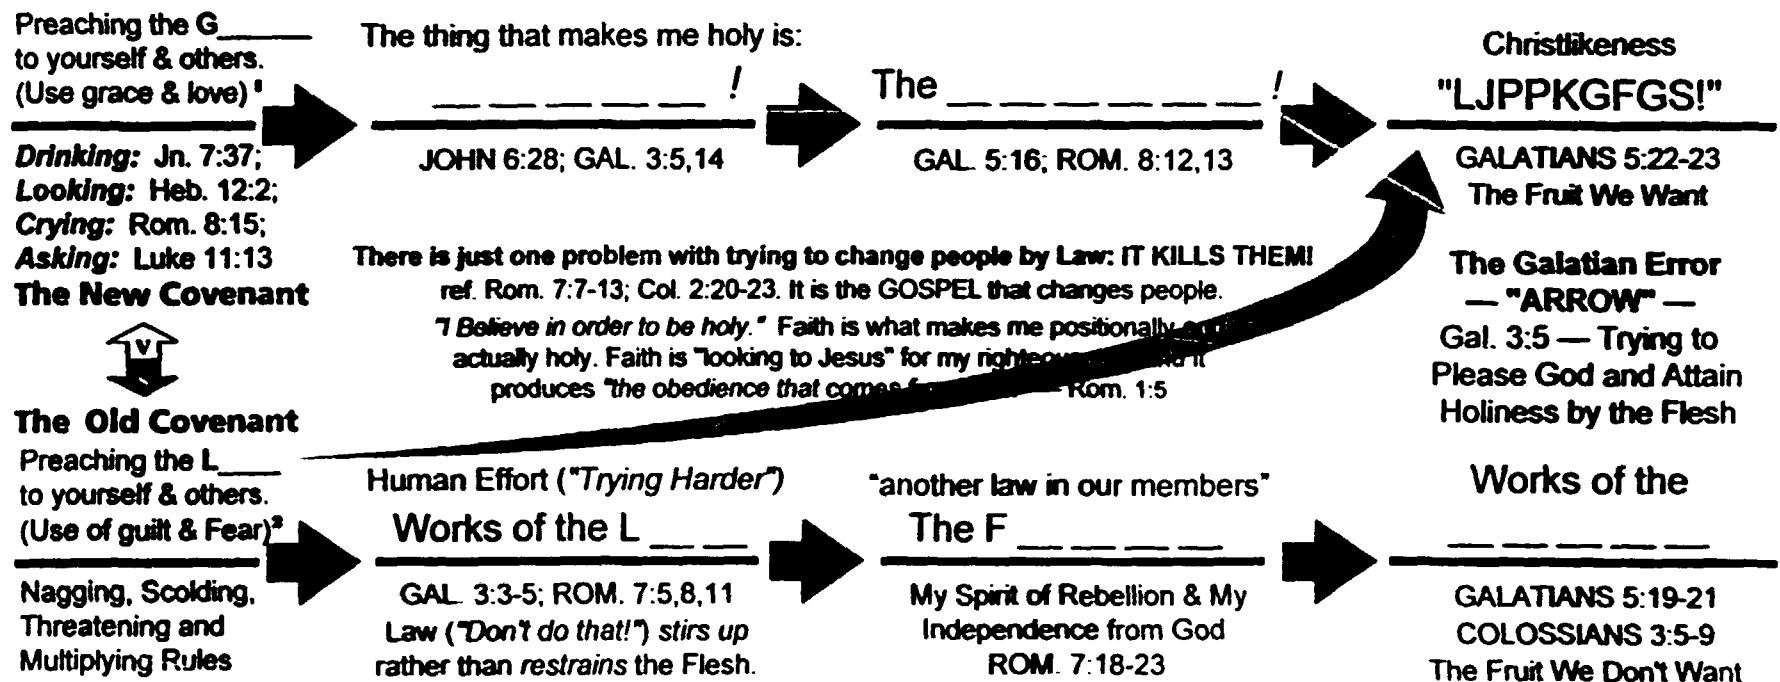 Preaching the G_____
to yourself & others.
(Use grace & love) ¹
Drinking: Jn. 7:37;
Looking: Heb. 12:2;
Crying: Rom. 8:15;
Asking: Luke 11:13
The New Covenant
V
The Old Covenant
Preaching the L____
to yourself & others.
(Use of guilt & Fear)²
Nagging, Scolding,
Threatening and
Multiplying Rules
The thing that makes me holy is:
_ _ _ _ _ !
JOHN 6:28; GAL. 3:5,14
The _ _ _ _ _ _ !
GAL. 5:16; ROM. 8:12,13
Christlikeness
"LJPPKGFGS!"
GALATIANS 5:22-23
The Fruit We Want
There is just one problem with trying to change people by Law: IT KILLS THEM!
ref. Rom. 7:7-13; Col. 2:20-23. It is the GOSPEL that changes people.
"I Believe in order to be holy." Faith is what makes me positionally
actually holy. Faith is "looking to Jesus" for my it
produces "the obedience that — Rom. 1:5
The Galatian Error
— "ARROW" —
Gal. 3:5 — Trying to
Please God and Attain
Holiness by the Flesh
Human Effort ("Trying Harder")
Works of the L _ _
GAL. 3:3-5; ROM. 7:5,8,11
Law ("Don't do that!") stirs up
rather than restrains the Flesh.
"another law in our members"
The F _ _ _ _
My Spirit of Rebellion & My
Independence from God
ROM. 7:18-23
Works of the
_ _ _ _ _
GALATIANS 5:19-21
COLOSSIANS 3:5-9
The Fruit We Don't Want